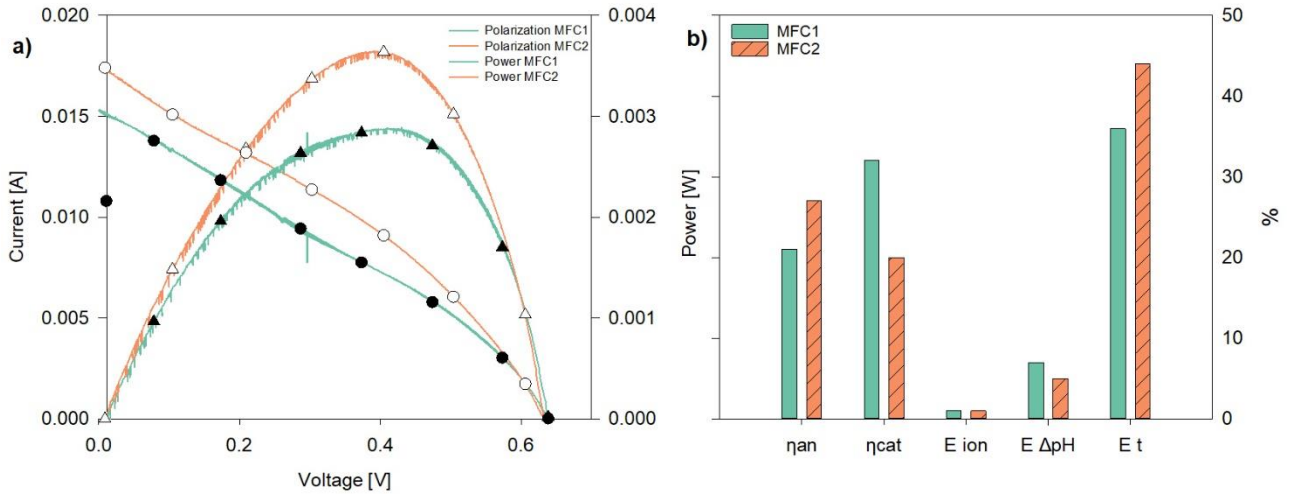 a)
0.020
0.015
0.010
0.005
0.000
Current [A]
0.0
0.2
0.4
0.6
Voltage [V]
0.004
0.003
0.002
0.001
0.000
Power [W]
Polarization MFC1
Polarization MFC2
Power MFC1
Power MFC2
b)
MFC1
MFC2
50
40
30
20
10
0
%
ηan
ηcat
E ion
E ΔpH
E t